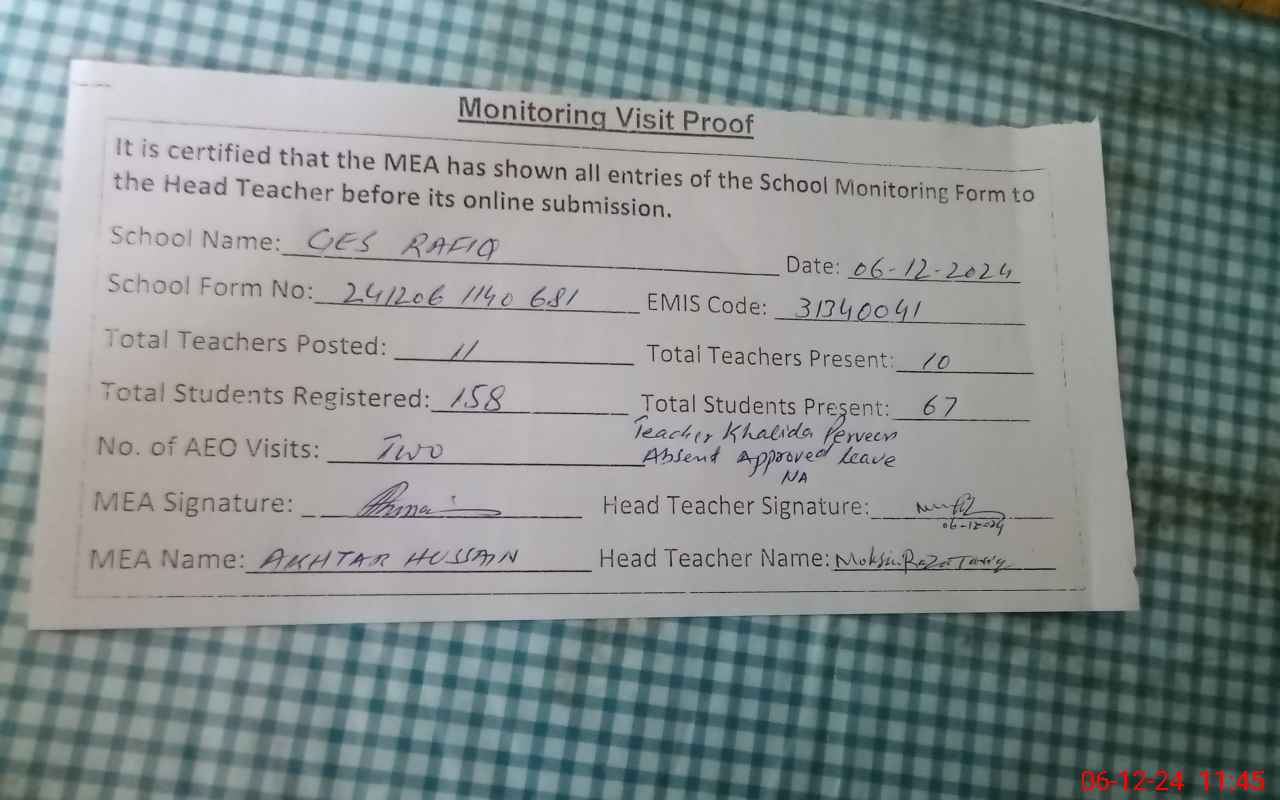 Monitoring Visit Proof
It is certified that the MEA has shown all entries of the School Monitoring Form to
the Head Teacher before its online submission.
School Name: GES RAFIQ
Date: 06-12-2024
School Form No: 241206 1140 681 EMIS Code: 31340041
Total Teachers Posted: 11 Total Teachers Present: 10
Total Students Registered: 158 Total Students Present: 67
Teacher Khalida Perveen
No. of AEO Visits: Two Absent Approved leave
NA
MEA Signature: Head Teacher Signature:
06-12-2024
MEA Name: AKHTAR HUSSAIN Head Teacher Name: Mohsin Raza Tariq
06-12-24 11:45